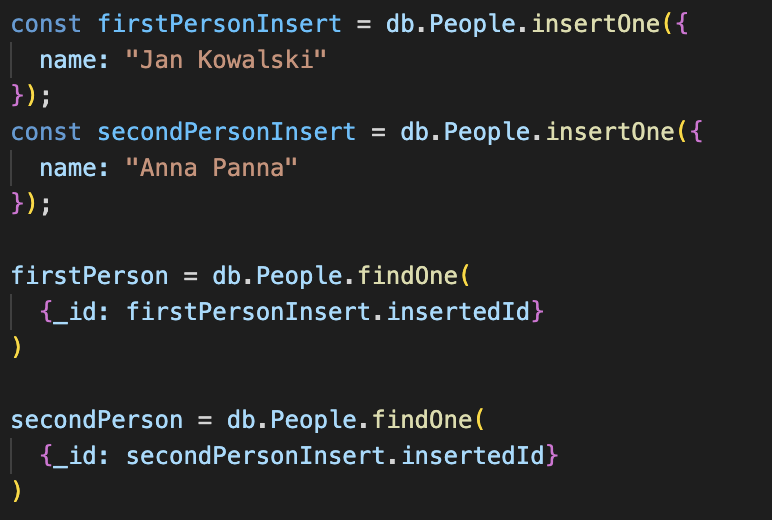 const firstPersonInsert = db.People.insertOne({
  name: "Jan Kowalski"
});
const secondPersonInsert = db.People.insertOne({
  name: "Anna Panna"
});

firstPerson = db.People.findOne(
  {_id: firstPersonInsert.insertedId}
)

secondPerson = db.People.findOne(
  {_id: secondPersonInsert.insertedId}
)